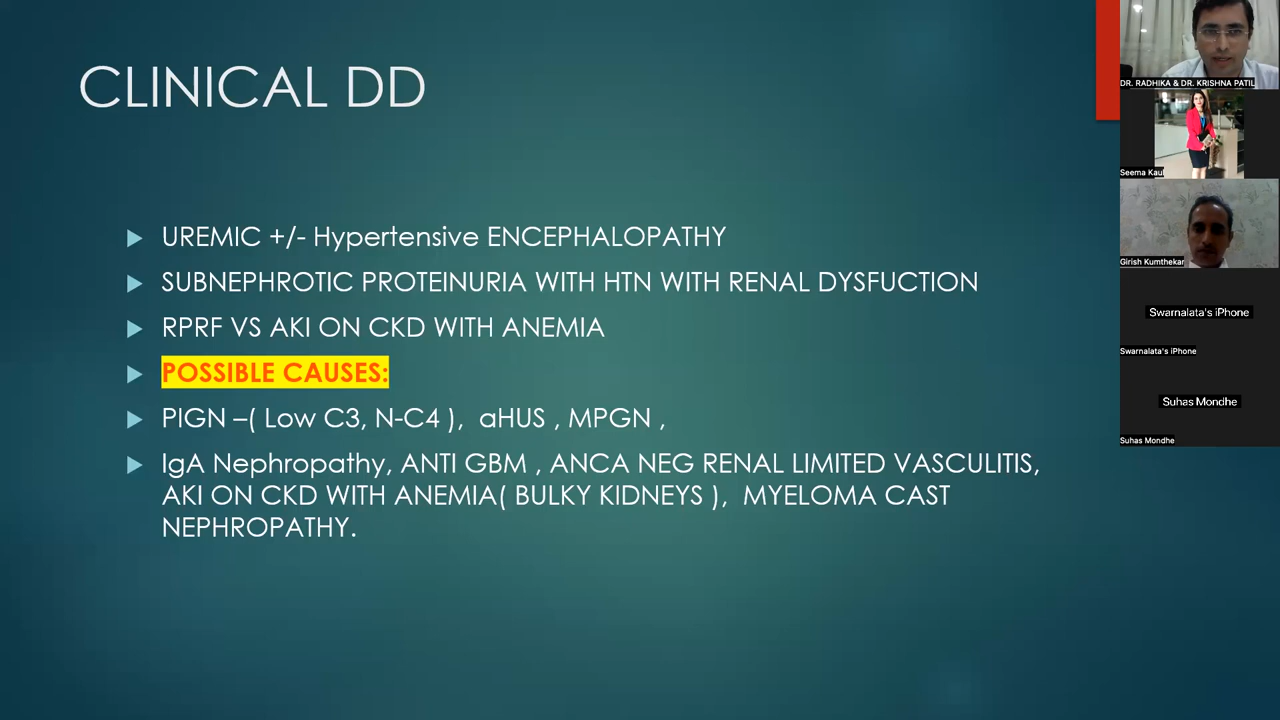 CLINICAL DD
UREMIC +/- Hypertensive ENCEPHALOPATHY
SUBNEPHROTIC PROTEINURIA WITH HTN WITH RENAL DYSFUCTION
RPRF VS AKI ON CKD WITH ANEMIA
POSSIBLE CAUSES:
PIGN –( Low C3, N-C4 ), aHUS , MPGN ,
IgA Nephropathy, ANTI GBM , ANCA NEG RENAL LIMITED VASCULITIS,
AKI ON CKD WITH ANEMIA( BULKY KIDNEYS ), MYELOMA CAST
NEPHROPATHY.
DR. RADHIKA & DR. KRISHNA PATIL
Seema Kaul
Girish Kumthekar
Swarnalata's iPhone
Swarnalata's iPhone
Suhas Mondhe
Suhas Mondhe